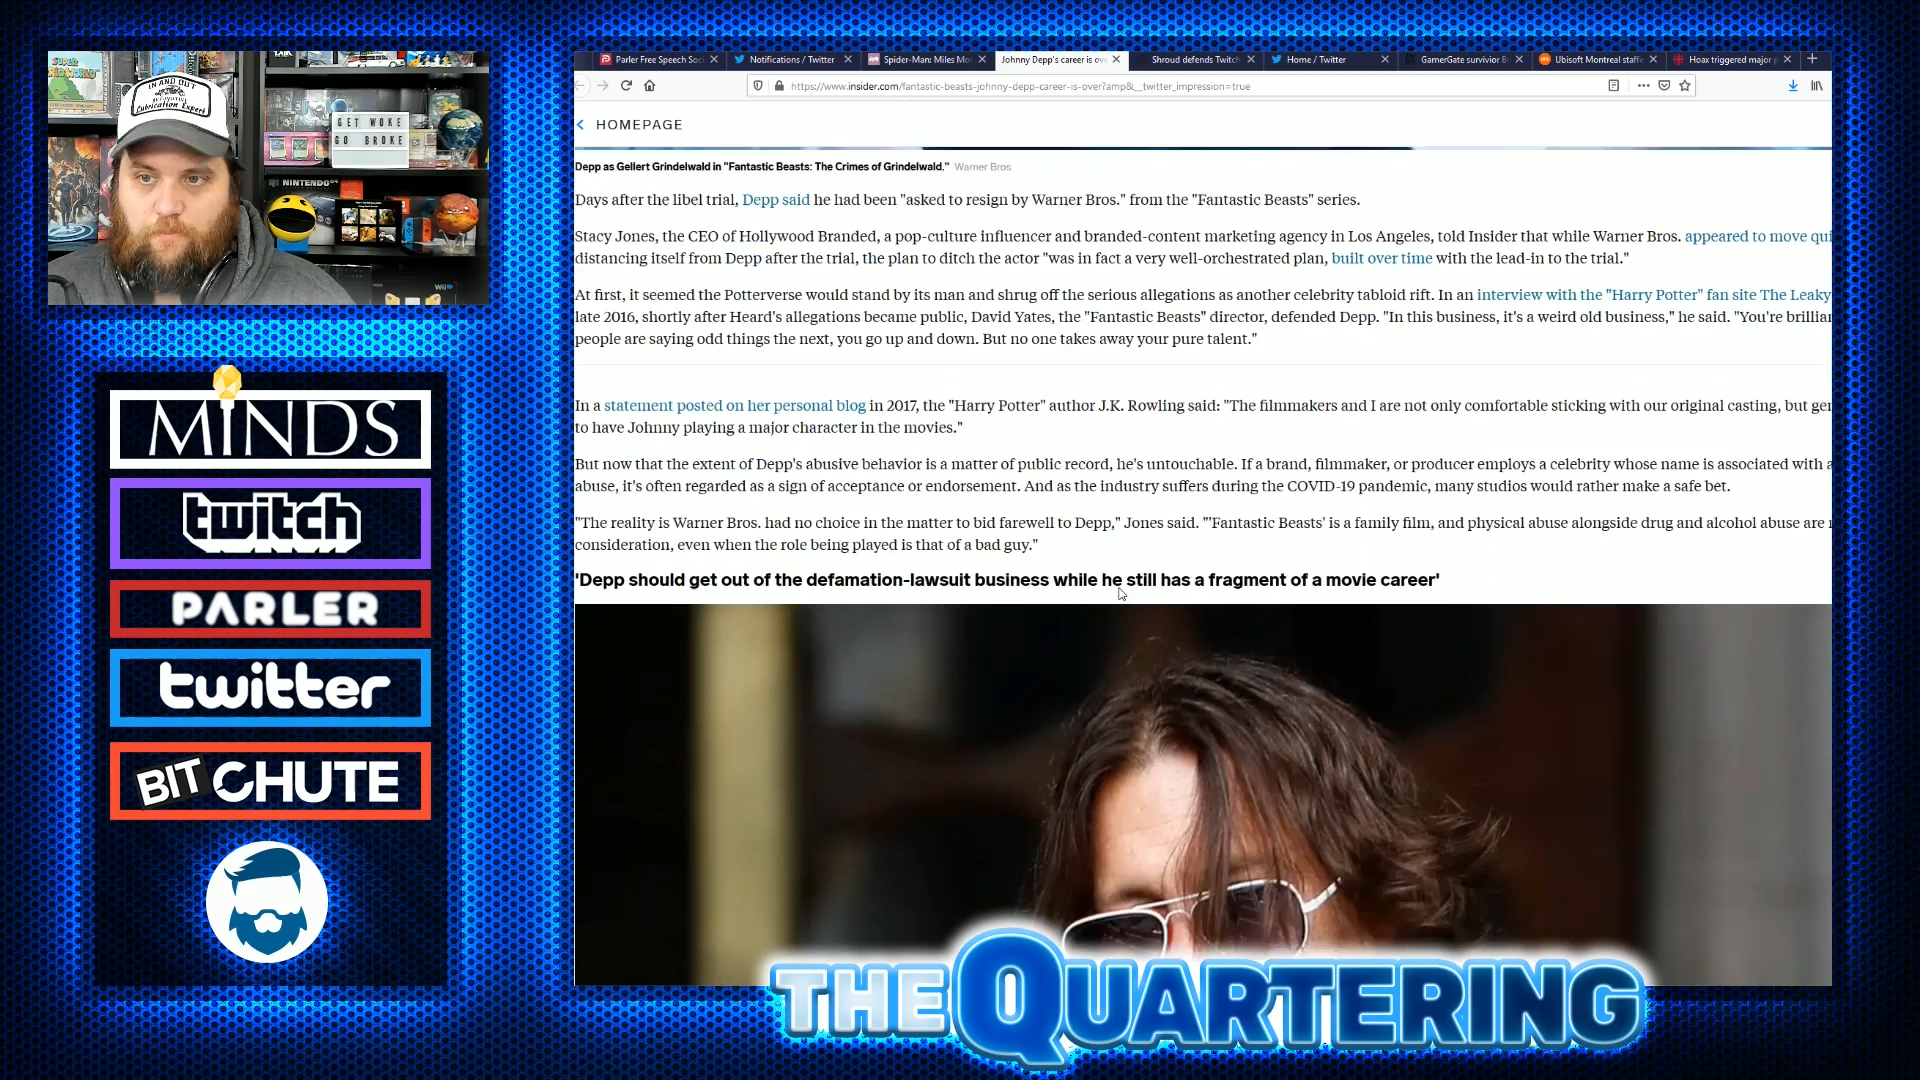 SUPER
IN AND OUT
Lubrication Expert
GET WOKE
GO BROKE
NINTENDO 64
Wii U
MINDS
twitch
PARLER
twitter
BITCHUTE
Parler Free Speech Soc
Notifications / Twitter
Spider-Man: Miles Mo
Johnny Depp's career is ov
Shroud defends Twitch
Home / Twitter
GamerGate survivior B
Ubisoft Montreal staff
Hoax triggered major p
https://www.insider.com/fantastic-beasts-johnny-depp-career-is-over?amp&__twitter_impression=true
HOMEPAGE
Depp as Gellert Grindelwald in "Fantastic Beasts: The Crimes of Grindelwald." Warner Bros.
Days after the libel trial, Depp said he had been "asked to resign by Warner Bros." from the "Fantastic Beasts" series.
Stacy Jones, the CEO of Hollywood Branded, a pop-culture influencer and branded-content marketing agency in Los Angeles, told Insider that while Warner Bros. appeared to move qui
distancing itself from Depp after the trial, the plan to ditch the actor "was in fact a very well-orchestrated plan, built over time with the lead-in to the trial."
At first, it seemed the Potterverse would stand by its man and shrug off the serious allegations as another celebrity tabloid rift. In an interview with the "Harry Potter" fan site The Leaky
late 2016, shortly after Heard's allegations became public, David Yates, the "Fantastic Beasts" director, defended Depp. "In this business, it's a weird old business," he said. "You're brillian
people are saying odd things the next, you go up and down. But no one takes away your pure talent."
In a statement posted on her personal blog in 2017, the "Harry Potter" author J.K. Rowling said: "The filmmakers and I are not only comfortable sticking with our original casting, but gen
to have Johnny playing a major character in the movies."
But now that the extent of Depp's abusive behavior is a matter of public record, he's untouchable. If a brand, filmmaker, or producer employs a celebrity whose name is associated with a
abuse, it's often regarded as a sign of acceptance or endorsement. And as the industry suffers during the COVID-19 pandemic, many studios would rather make a safe bet.
"The reality is Warner Bros. had no choice in the matter to bid farewell to Depp," Jones said. "'Fantastic Beasts' is a family film, and physical abuse alongside drug and alcohol abuse are
consideration, even when the role being played is that of a bad guy."
'Depp should get out of the defamation-lawsuit business while he still has a fragment of a movie career'
THE QUARTERING